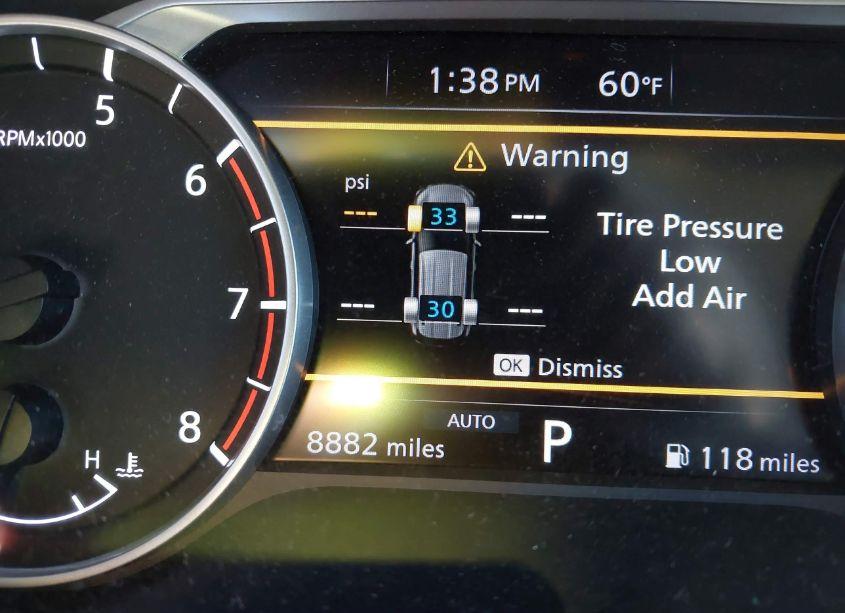 5
RPMx1000
6
7
8
H
1:38 PM 60°F
Warning
psi
--- 33 ---
Tire Pressure
Low
Add Air
--- 30 ---
OK Dismiss
AUTO
8882 miles P 118 miles